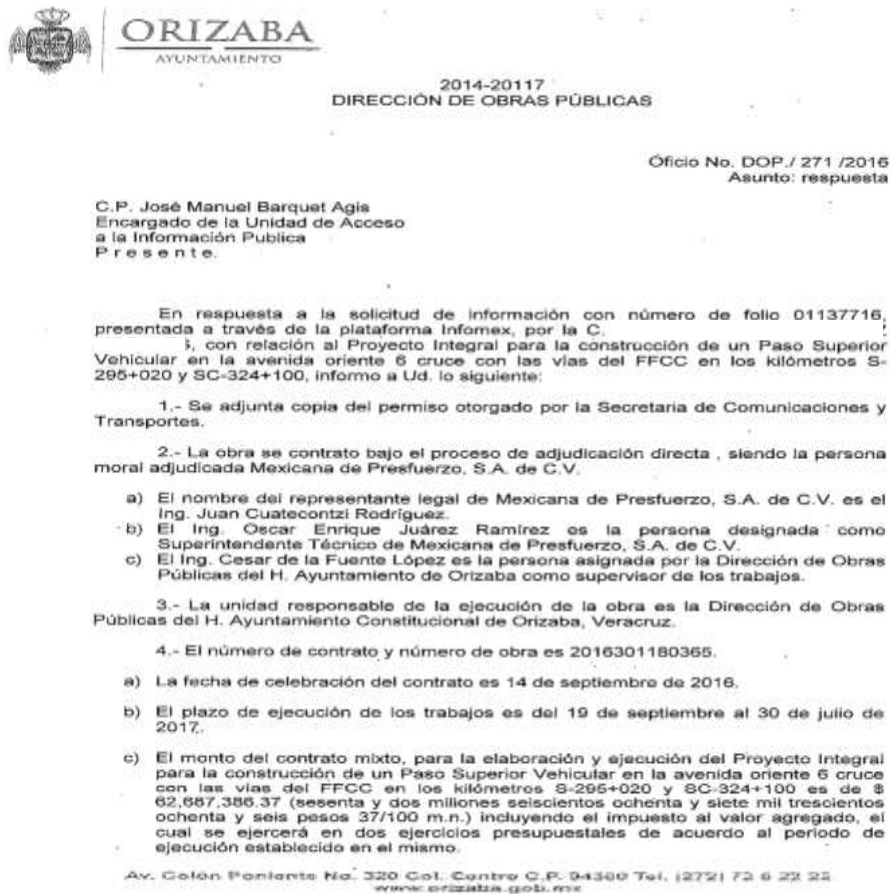 ORIZABA
AYUNTAMIENTO
2014-20117
DIRECCIÓN DE OBRAS PÚBLICAS
Óficio No. DOP./ 271 /2016
Asunto: respuesta
C.P. José Manuel Barquet Agis
Encargado de la Unidad de Acceso
a la Información Publica
P r e s e n t e.
En respuesta a la solicitud de información con número de folio 01137716,
presentada a través de la plataforma Infomex, por la C.
, con relación al Proyecto Integral para la construcción de un Paso Superior
Vehicular en la avenida oriente 6 cruce con las vías del FFCC en los kilómetros S-
295+020 y SC-324+100, informo a Ud. lo siguiente:
1.- Se adjunta copia del permiso otorgado por la Secretaria de Comunicaciones y
Transportes.
2.- La obra se contrato bajo el proceso de adjudicación directa , siendo la persona
moral adjudicada Mexicana de Presfuerzo, S.A. de C.V.
a) El nombre del representante legal de Mexicana de Presfuerzo, S.A. de C.V. es el
Ing. Juan Cuatecontzi Rodríguez.
b) El Ing. Oscar Enrique Juárez Ramírez es la persona designada como
Superintendente Técnico de Mexicana de Presfuerzo, S.A. de C.V.
c) El Ing. Cesar de la Fuente López es la persona asignada por la Dirección de Obras
Públicas del H. Ayuntamiento de Orizaba como supervisor de los trabajos.
3.- La unidad responsable de la ejecución de la obra es la Dirección de Obras
Públicas del H. Ayuntamiento Constitucional de Orizaba, Veracruz.
4.- El número de contrato y número de obra es 2016301180365.
a) La fecha de celebración del contrato es 14 de septiembre de 2016.
b) El plazo de ejecución de los trabajos es del 19 de septiembre al 30 de julio de
2017.
c) El monto del contrato mixto, para la elaboración y ejecución del Proyecto Integral
para la construcción de un Paso Superior Vehicular en la avenida oriente 6 cruce
con las vías del FFCC en los kilómetros S-295+020 y SC-324+100 es de $
62,687,386.37 (sesenta y dos millones seiscientos ochenta y siete mil trescientos
ochenta y seis pesos 37/100 m.n.) incluyendo el impuesto al valor agregado, el
cual se ejercerá en dos ejercicios presupuestales de acuerdo al periodo de
ejecución establecido en el mismo.
Av. Colón Poniente No. 320 Col. Centro C.P. 94300 Tel. (272) 72 6 22 22
www.orizaba.gob.mx